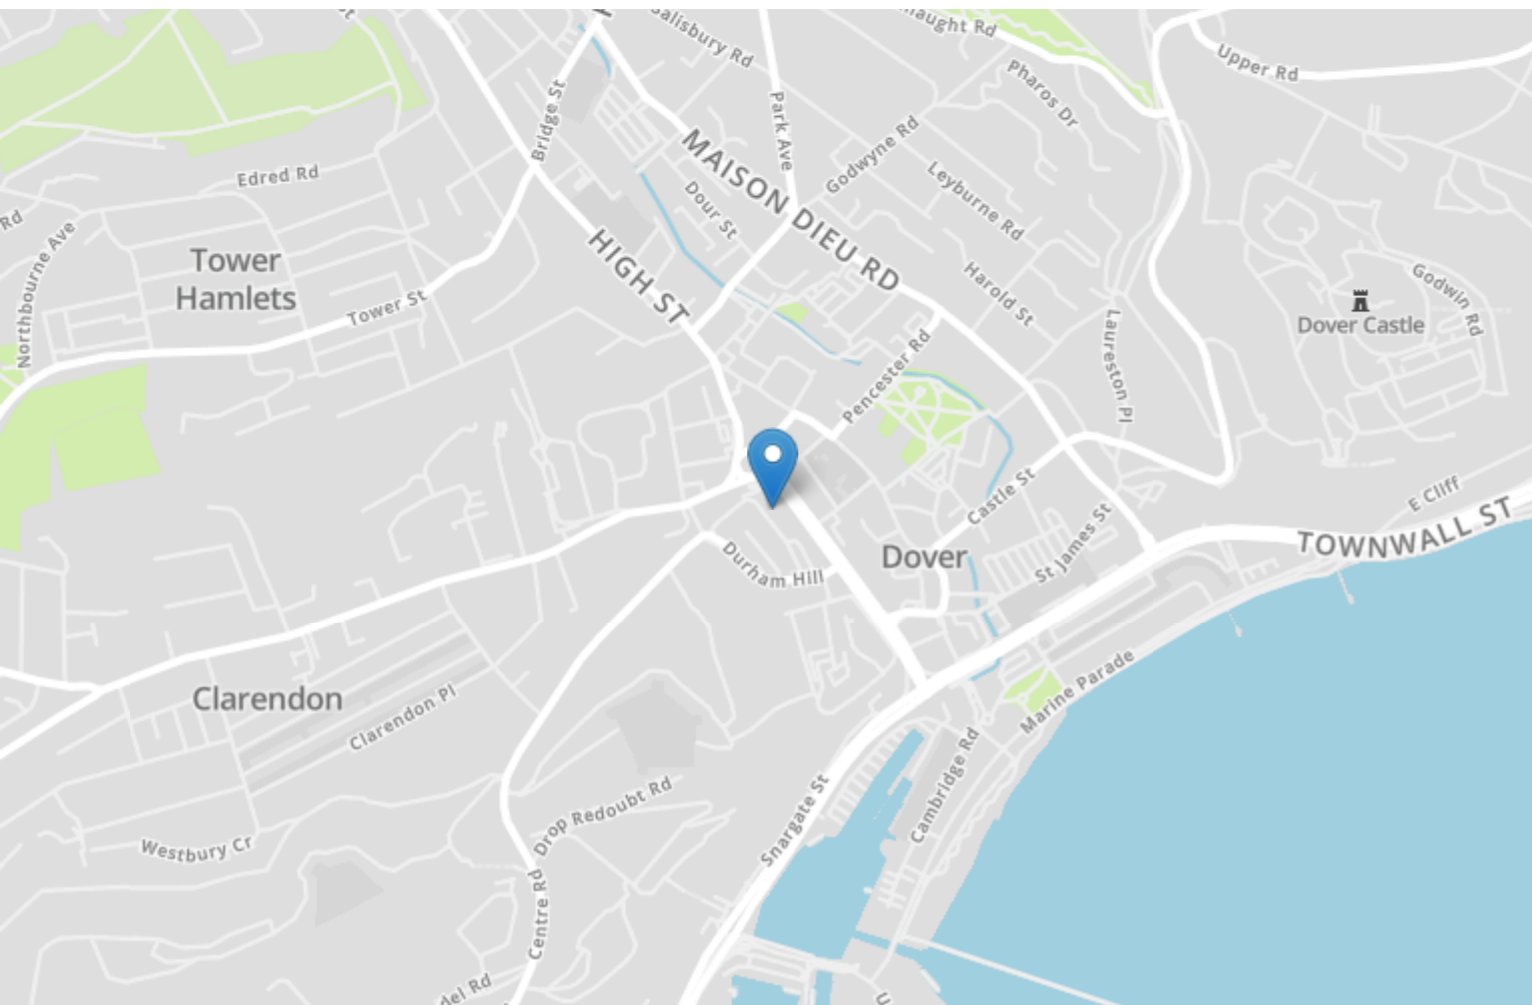 Salisbury Rd
naught Rd
Upper Rd
Pharos Dr
Bridge St
Park Ave
MAISON DIEU RD
Godwyne Rd
Edred Rd
Leyburne Rd
Dour St
Rd
Northbourne Ave
Tower
Hamlets
HIGH ST
Harold St
Godwin Rd
Tower St
Dover Castle
Laureston Pl
Pencester Rd
Castle St
E Cliff
TOWNWALL ST
St James St
Durham Hill
Dover
Clarendon
Clarendon Pl
Marine Parade
Cambridge Rd
Snargate St
Drop Redoubt Rd
Westbury Cr
Centre Rd
del Rd